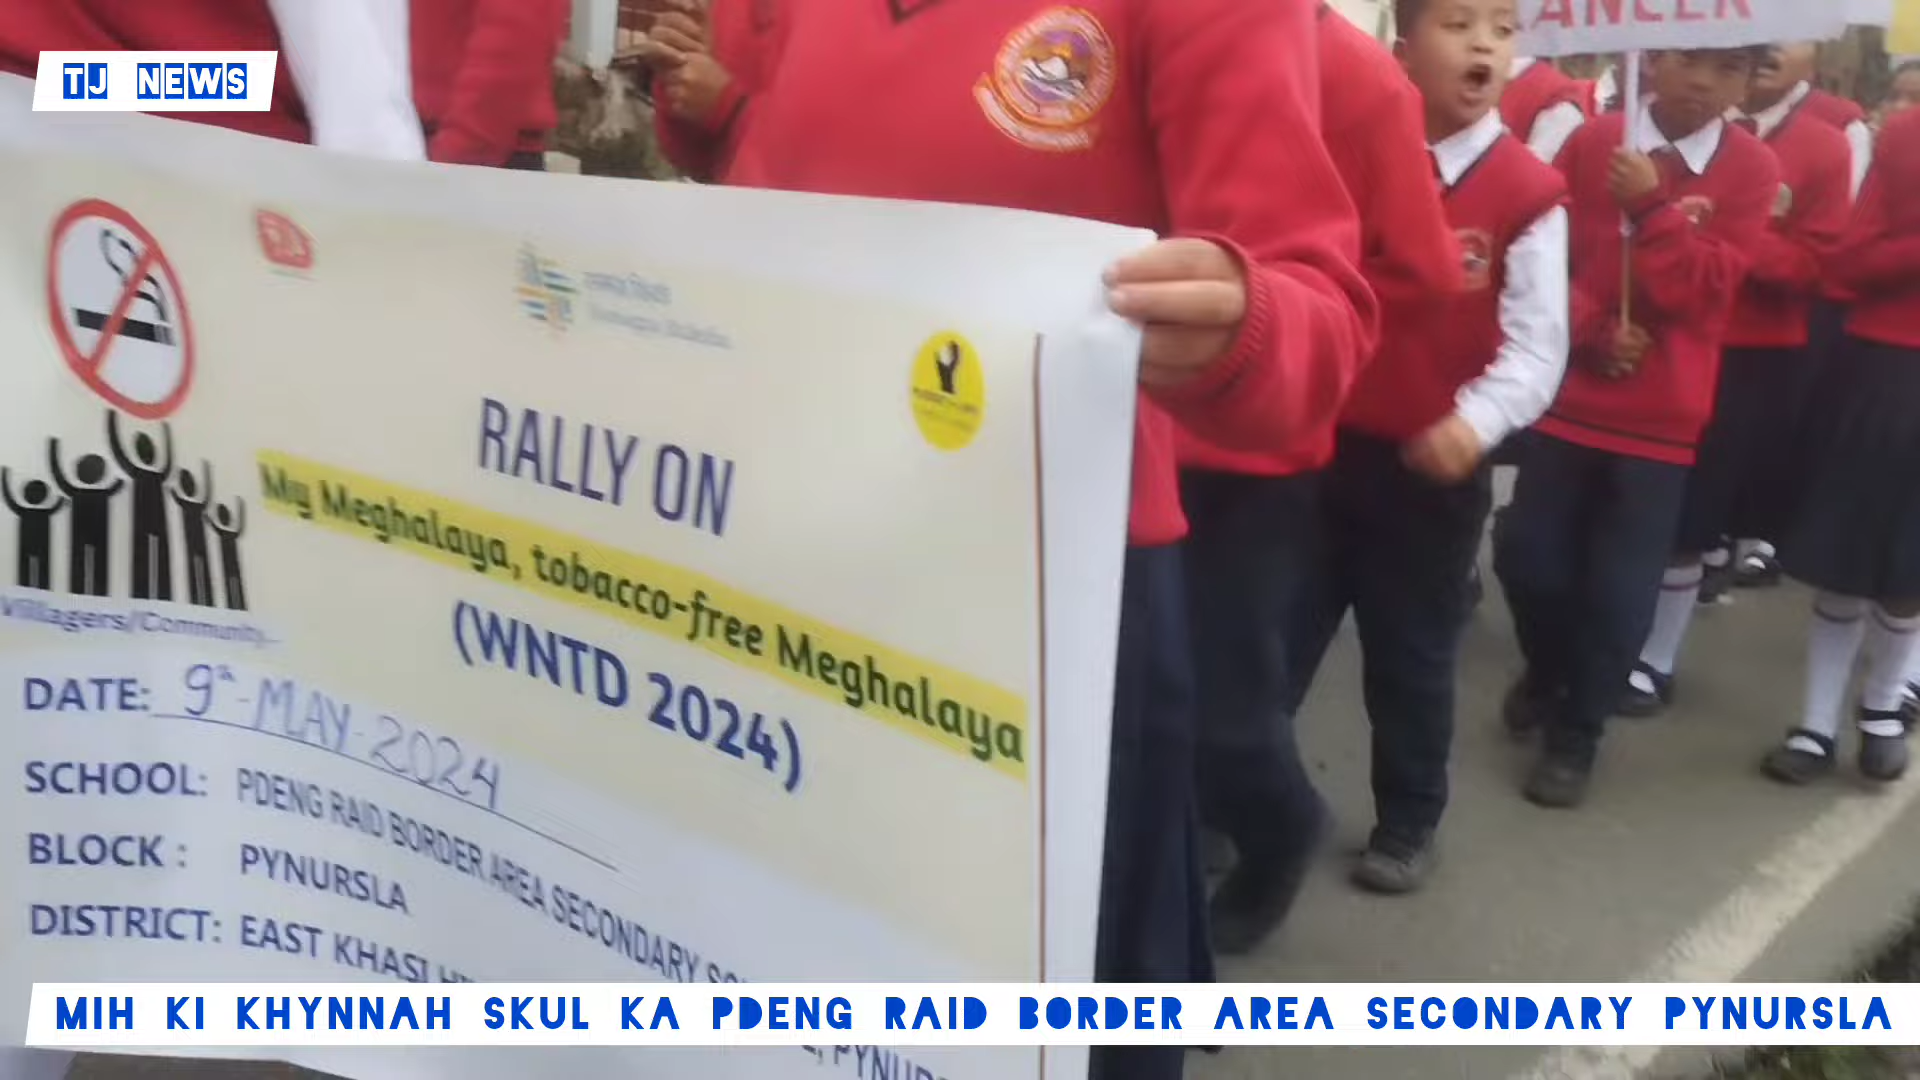 TJ NEWS
RALLY ON
My Meghalaya, tobacco-free Meghalaya
(WNTD 2024)
Villagers/Community
DATE: 9th-MAY-2024
SCHOOL: PDENG RAID BORDER AREA SECONDARY
BLOCK : PYNURSLA
DISTRICT: EAST KHASI
MIH KI KHYNNAH SKUL KA PDENG RAID BORDER AREA SECONDARY PYNURSLA